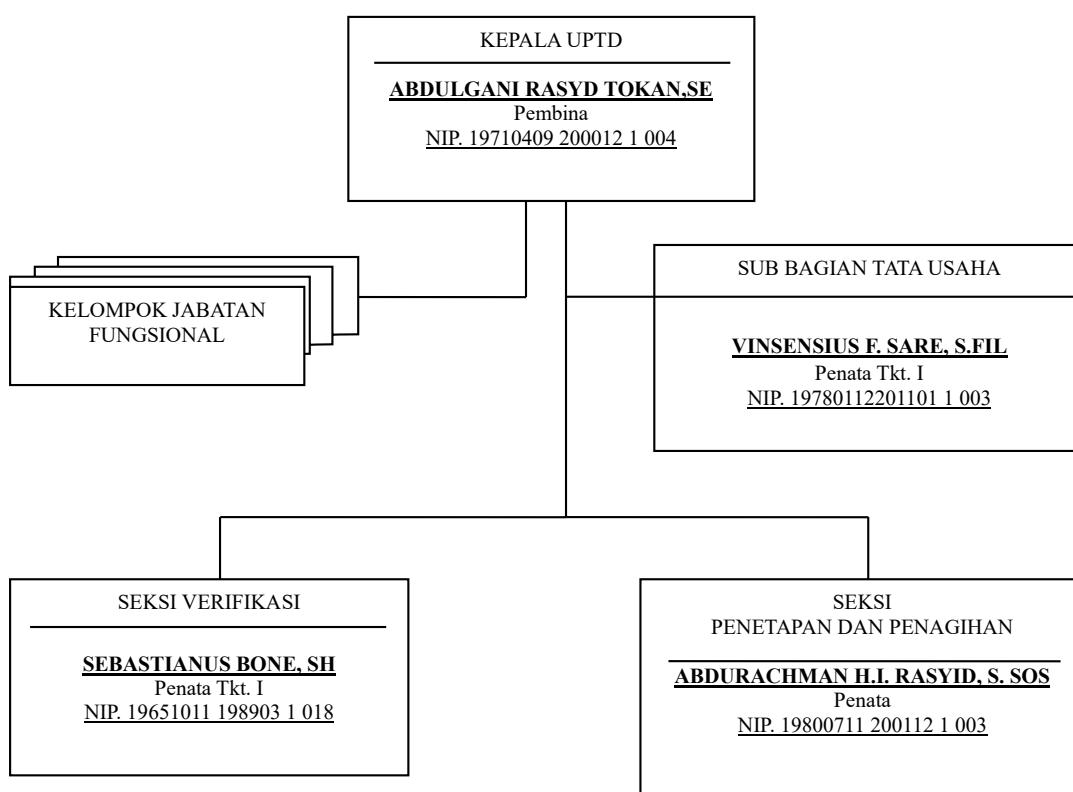 KEPALA UPTD
ABDULGANI RASYD TOKAN,SE
Pembina
NIP. 19710409 200012 1 004
KELOMPOK JABATAN
FUNGSIONAL
SUB BAGIAN TATA USAHA
VINSENSIUS F. SARE, S.FIL
Penata Tkt. I
NIP. 19780112201101 1 003
SEKSI VERIFIKASI
SEBASTIANUS BONE, SH
Penata Tkt. I
NIP. 19651011 198903 1 018
SEKSI
PENETAPAN DAN PENAGIHAN
ABDURACHMAN H.I. RASYID, S. SOS
Penata
NIP. 19800711 200112 1 003